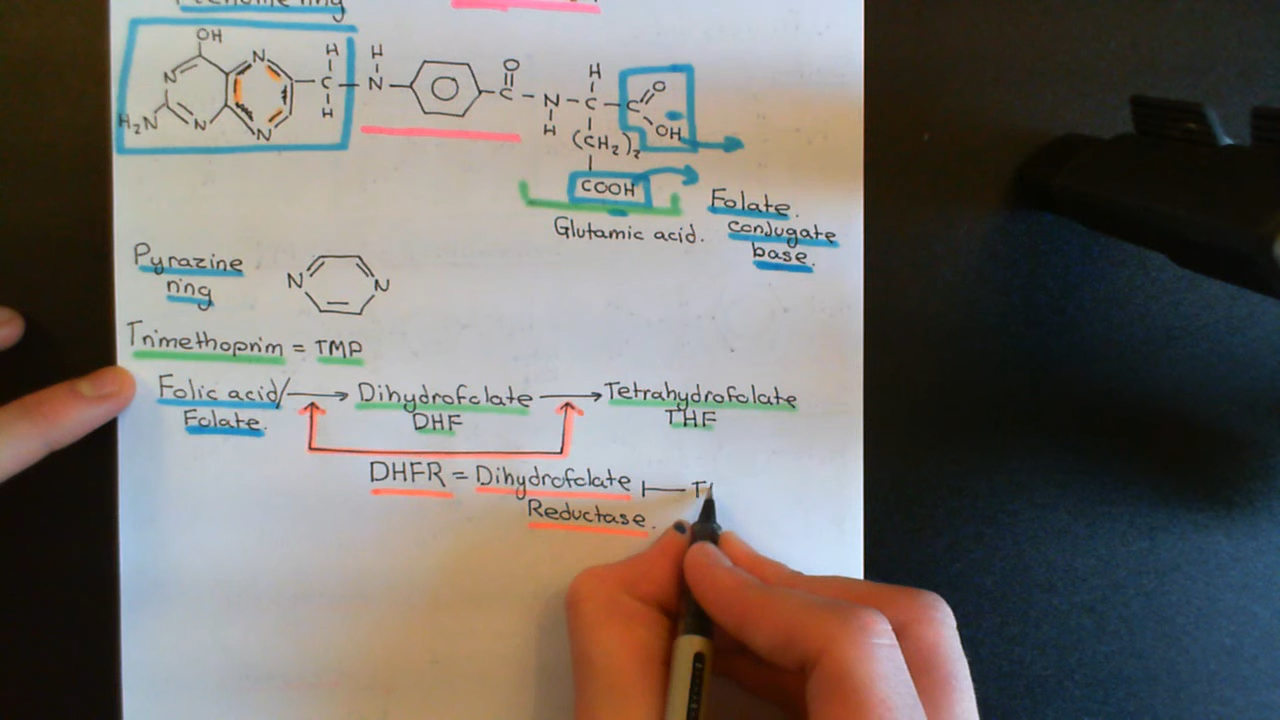 ring
OH
N N H H O H O
C N C N C C
H₂N N N H H OH
(CH₂)₂
COOH
Glutamic acid.
Folate.
conjugate
base.
Pyrazine
ring
N N
Trimethoprim = TMP
Folic acid/ → Dihydrofolate → Tetrahydrofolate
Folate. DHF THF
DHFR = Dihydrofolate
Reductase.